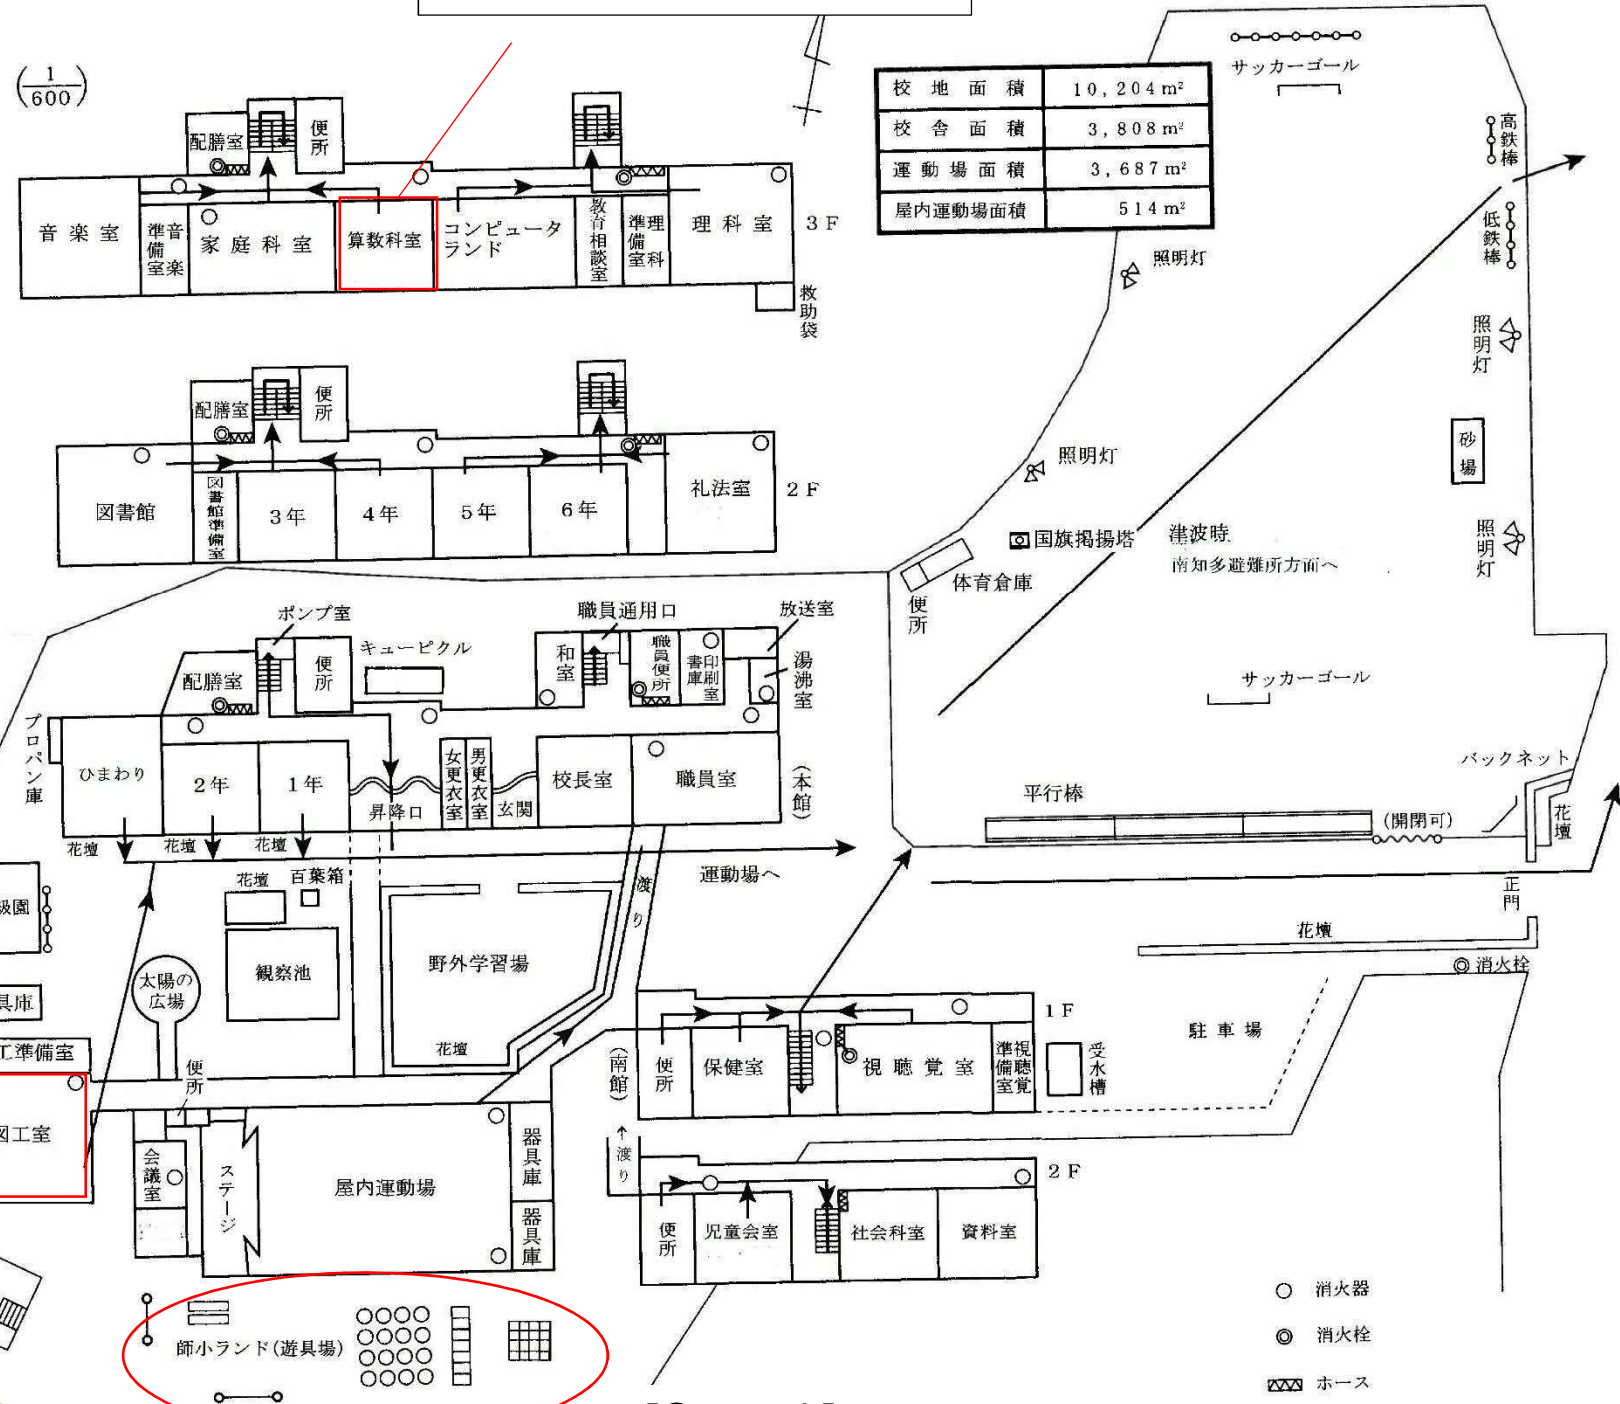 (1/600)
校地面積 10,204m²
校舎面積 3,808m²
運動場面積 3,687m²
屋内運動場面積 514m²
サッカーゴール
高鉄棒
低鉄棒
照明灯
照明灯
砂場
照明灯
照明灯
配膳室
便所
音楽室
音楽準備室
家庭科室
算数科室
コンピュータランド
教育相談室
理科準備室
理科室
3F
救助袋
配膳室
便所
図書館
図書館準備室
3年
4年
5年
6年
礼法室
2F
国旗掲揚塔
体育倉庫
便所
津波時
南知多避難所方面へ
サッカーゴール
バックネット
平行棒
(開閉可)
花壇
正門
花壇
消火栓
駐車場
ポンプ室
便所
キュービクル
職員通用口
放送室
配膳室
和室
職員便所
書庫
印刷室
湯沸室
プロパン庫
ひまわり
2年
1年
昇降口
女更衣室
男更衣室
玄関
校長室
職員室
(本館)
花壇
花壇
花壇
運動場へ
花壇
百葉箱
渡り
園
観察池
野外学習場
太陽の広場
花壇
具庫
工準備室
便所
図工室
会議室
ステージ
屋内運動場
器具庫
器具庫
(南館)
便所
保健室
視聴覚室
視聴覚準備室
受水槽
1F
↑渡り
便所
児童会室
社会科室
資料室
2F
師小ランド(遊具場)
消火器
消火栓
ホース